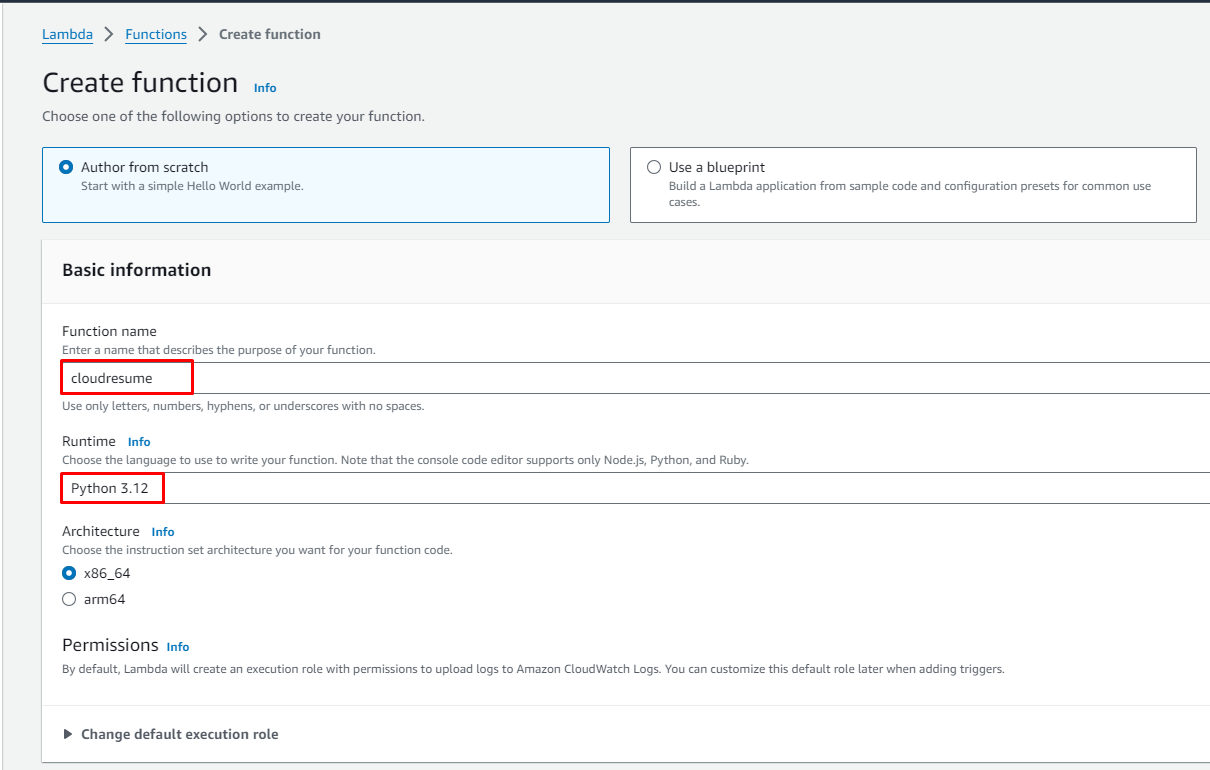 Lambda > Functions > Create function
Create function Info
Choose one of the following options to create your function.
Author from scratch
Start with a simple Hello World example.
Use a blueprint
Build a Lambda application from sample code and configuration presets for common use
cases.
Basic information
Function name
Enter a name that describes the purpose of your function.
cloudresume
Use only letters, numbers, hyphens, or underscores with no spaces.
Runtime Info
Choose the language to use to write your function. Note that the console code editor supports only Node.js, Python, and Ruby.
Python 3.12
Architecture Info
Choose the instruction set architecture you want for your function code.
x86_64
arm64
Permissions Info
By default, Lambda will create an execution role with permissions to upload logs to Amazon CloudWatch Logs. You can customize this default role later when adding triggers.
Change default execution role